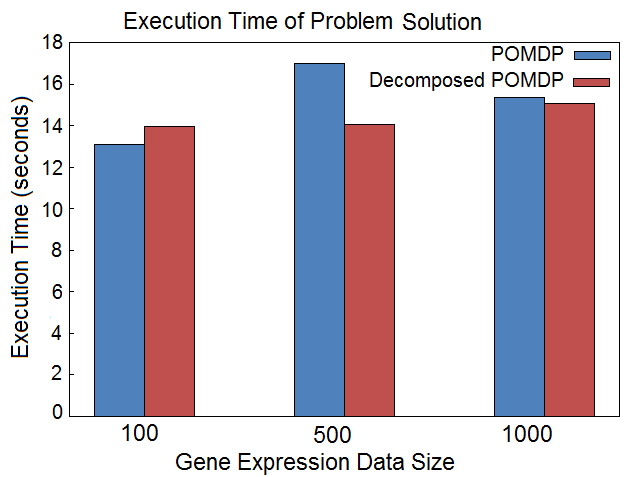 Execution Time of Problem Solution
POMDP
Decomposed POMDP
Execution Time (seconds)
18
16
14
12
10
8
6
4
2
0
100 500 1000
Gene Expression Data Size